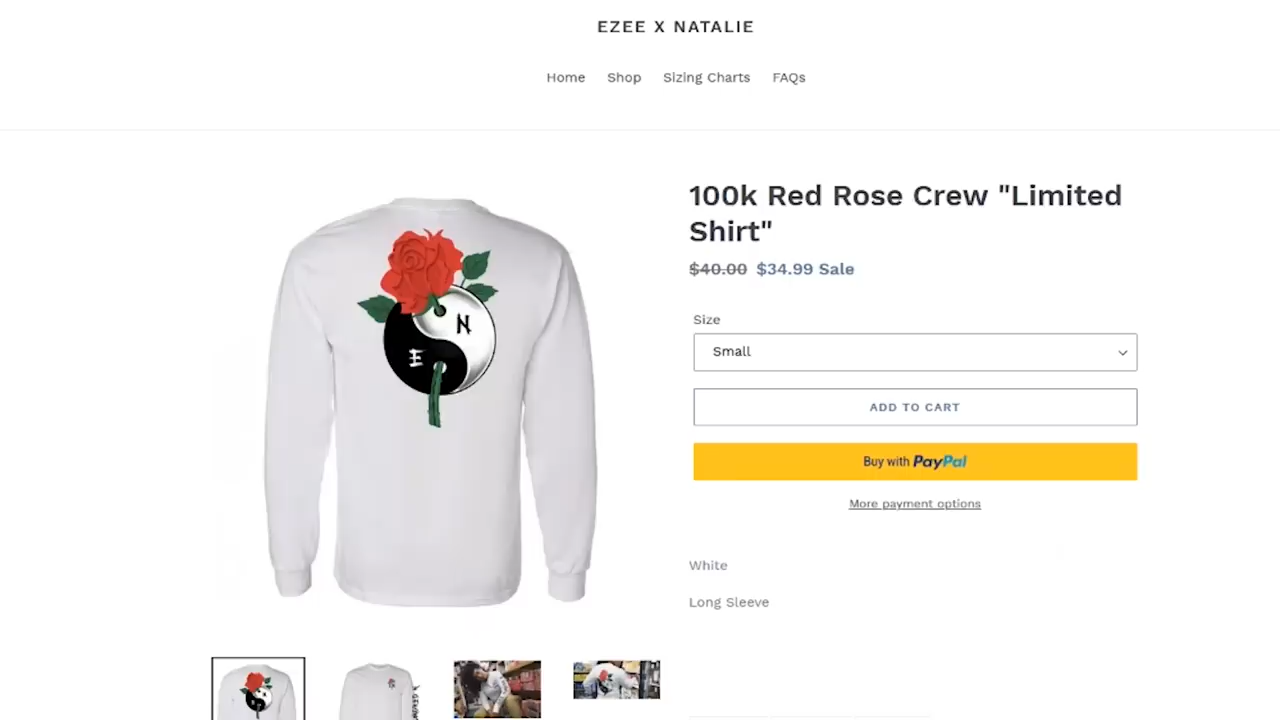 EZEE X NATALIE
Home Shop Sizing Charts FAQs
100k Red Rose Crew "Limited
Shirt"
$40.00 $34.99 Sale
Size
Small
ADD TO CART
Buy with PayPal
More payment options
White
Long Sleeve
N
E